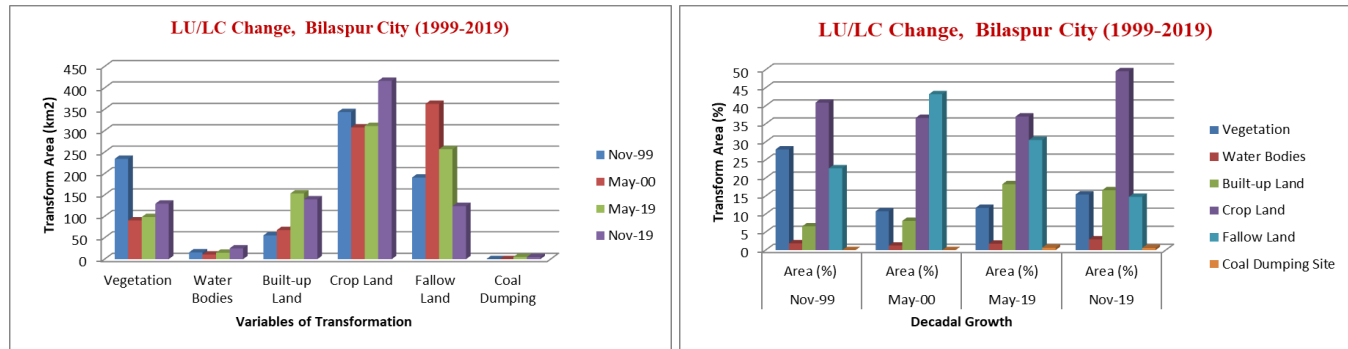 LU/LC Change, Bilaspur City (1999-2019)
Transform Area (km2)
450
400
350
300
250
200
150
100
50
0
Vegetation
Water Bodies
Built-up Land
Crop Land
Fallow Land
Coal Dumping
Variables of Transformation
Nov-99
May-00
May-19
Nov-19
LU/LC Change, Bilaspur City (1999-2019)
Transform Area (%)
50
45
40
35
30
25
20
15
10
5
0
Area (%) Area (%) Area (%) Area (%)
Nov-99 May-00 May-19 Nov-19
Decadal Growth
Vegetation
Water Bodies
Built-up Land
Crop Land
Fallow Land
Coal Dumping Site